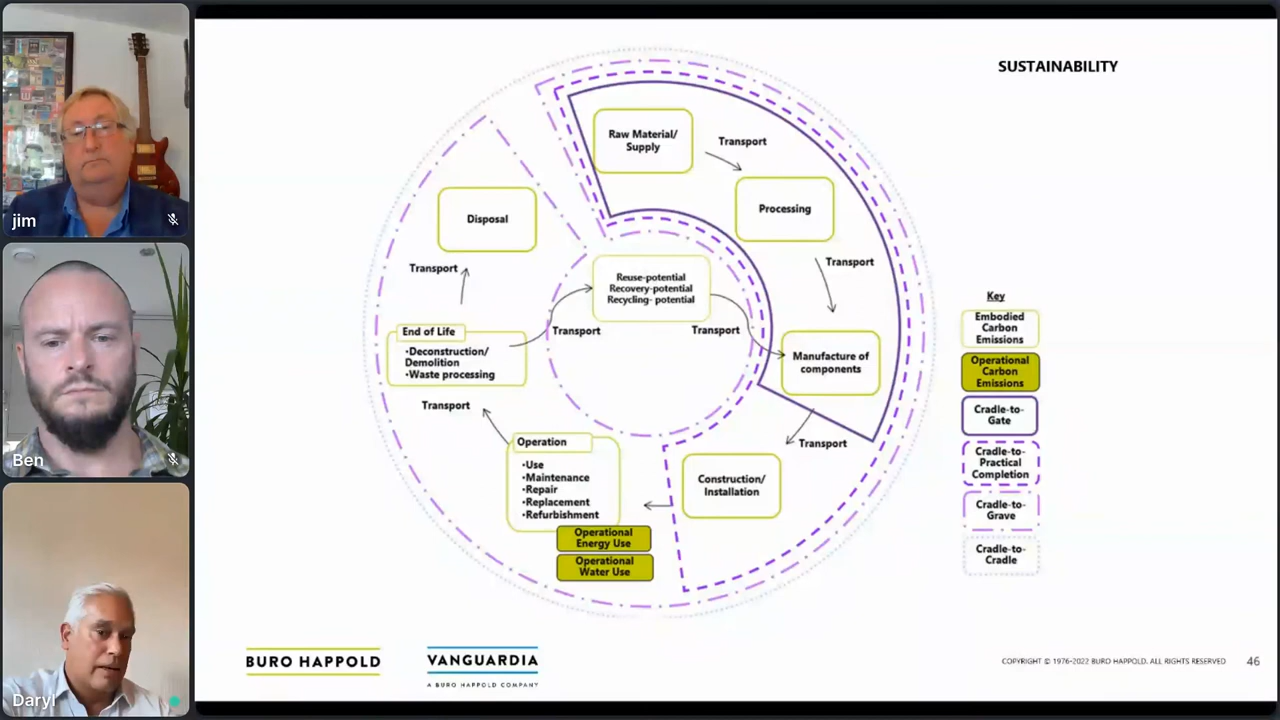 jim
Ben
Daryl
SUSTAINABILITY
Raw Material/
Supply
Transport
Processing
Transport
Manufacture of
components
Transport
Construction/
Installation
Operation
•Use
•Maintenance
•Repair
•Replacement
•Refurbishment
Operational
Energy Use
Operational
Water Use
Transport
End of Life
•Deconstruction/
Demolition
•Waste processing
Transport
Disposal
Transport
Reuse-potential
Recovery-potential
Recycling- potential
Transport
Key
Embodied
Carbon
Emissions
Operational
Carbon
Emissions
Cradle-to-
Gate
Cradle-to-
Practical
Completion
Cradle-to-
Grave
Cradle-to-
Cradle
BURO HAPPOLD
VANGUARDIA
A BURO HAPPOLD COMPANY
COPYRIGHT © 1976-2022 BURO HAPPOLD. ALL RIGHTS RESERVED
46